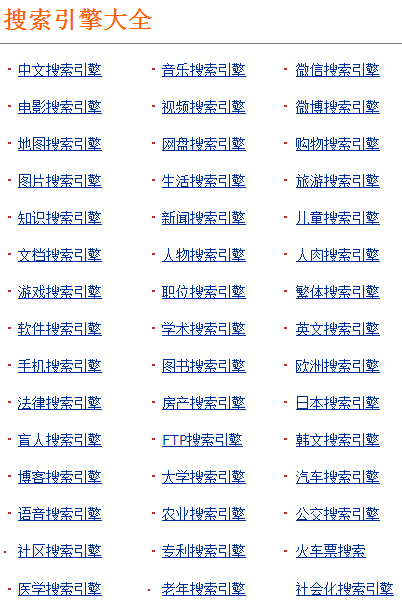 搜索引擎大全
中文搜索引擎 音乐搜索引擎 微信搜索引擎
电影搜索引擎 视频搜索引擎 微博搜索引擎
地图搜索引擎 网盘搜索引擎 购物搜索引擎
图片搜索引擎 生活搜索引擎 旅游搜索引擎
知识搜索引擎 新闻搜索引擎 儿童搜索引擎
文档搜索引擎 人物搜索引擎 人肉搜索引擎
游戏搜索引擎 职位搜索引擎 繁体搜索引擎
软件搜索引擎 学术搜索引擎 英文搜索引擎
手机搜索引擎 图书搜索引擎 欧洲搜索引擎
法律搜索引擎 房产搜索引擎 日本搜索引擎
盲人搜索引擎 FTP搜索引擎 韩文搜索引擎
博客搜索引擎 大学搜索引擎 汽车搜索引擎
语音搜索引擎 农业搜索引擎 公交搜索引擎
社区搜索引擎 专利搜索引擎 火车票搜索
医学搜索引擎 老年搜索引擎 社会化搜索引擎